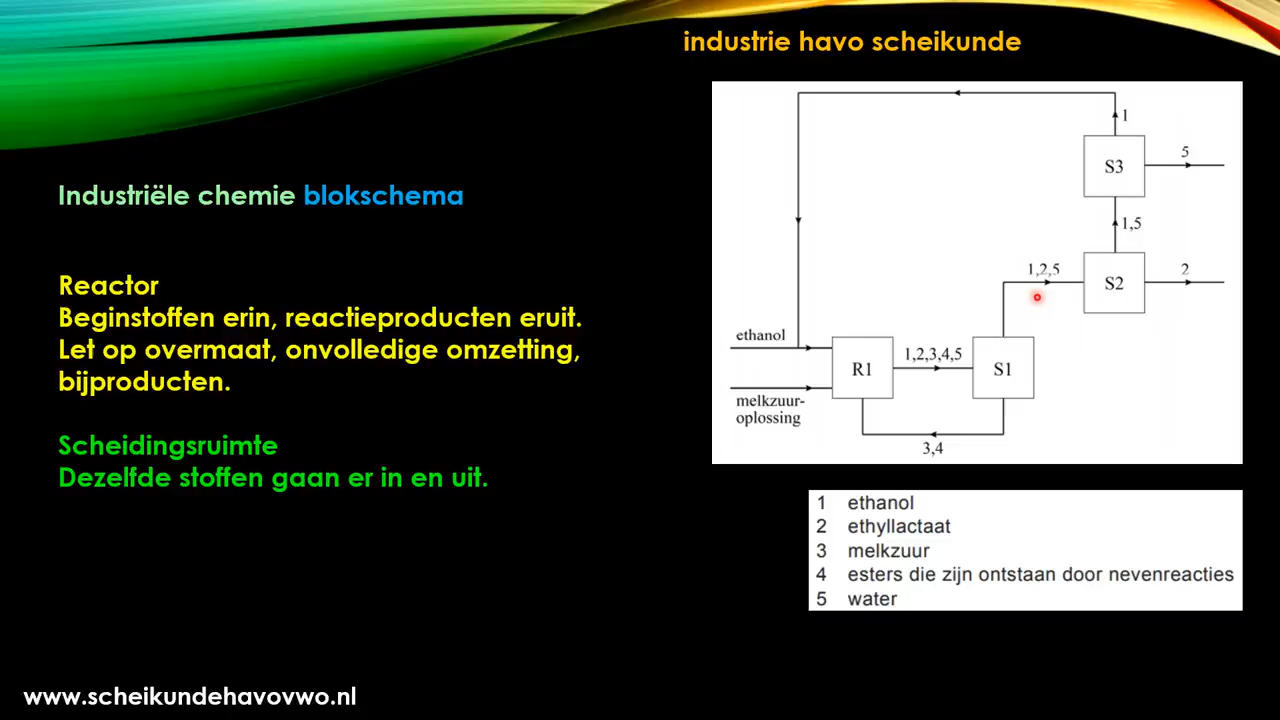 industrie havo scheikunde
Industriële chemie blokschema
Reactor
Beginstoffen erin, reactieproducten eruit.
Let op overmaat, onvolledige omzetting,
bijproducten.
Scheidingsruimte
Dezelfde stoffen gaan er in en uit.
1
S3
5
1,5
1,2,5
S2
2
ethanol
R1
1,2,3,4,5
S1
melkzuur-
oplossing
3,4
1 ethanol
2 ethyllactaat
3 melkzuur
4 esters die zijn ontstaan door nevenreacties
5 water
www.scheikundehavovwo.nl